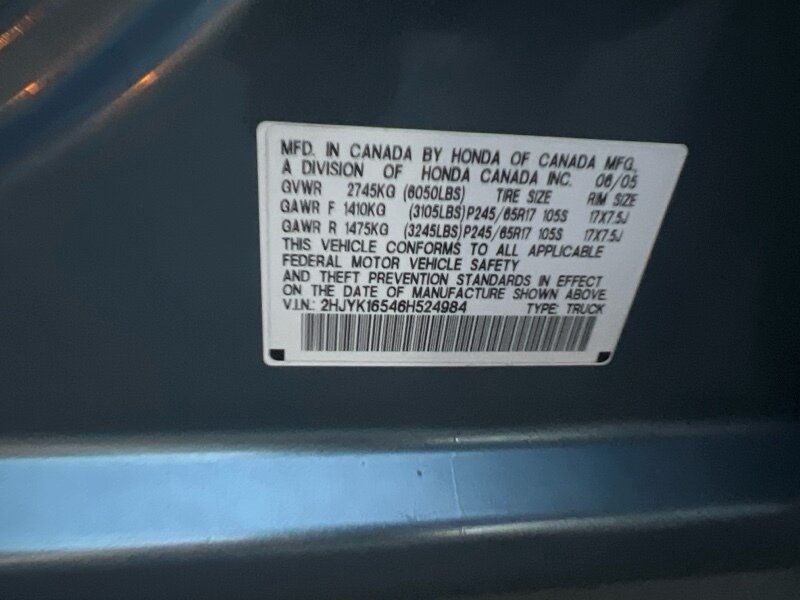 MFD. IN CANADA BY HONDA OF CANADA MFG.,
A DIVISION OF HONDA CANADA INC. 06/05
GVWR 2745KG (6050LBS) TIRE SIZE RIM SIZE
GAWR F 1410KG (3105LBS) P245/65R17 105S 17X7.5J
GAWR R 1475KG (3245LBS) P245/65R17 105S 17X7.5J
THIS VEHICLE CONFORMS TO ALL APPLICABLE
FEDERAL MOTOR VEHICLE SAFETY
AND THEFT PREVENTION STANDARDS IN EFFECT
ON THE DATE OF MANUFACTURE SHOWN ABOVE
V.I.N.: 2HJYK16546H524984 TYPE: TRUCK